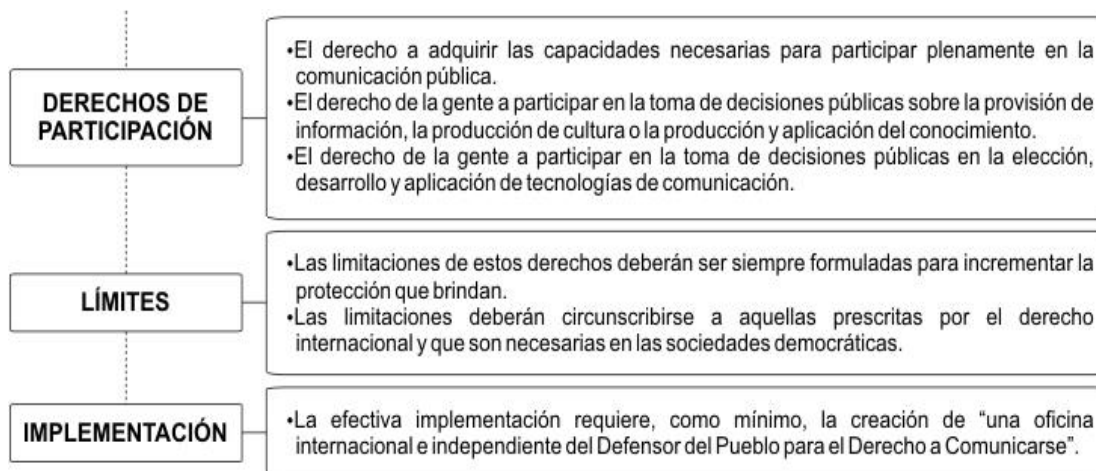 DERECHOS DE
PARTICIPACIÓN
•El derecho a adquirir las capacidades necesarias para participar plenamente en la
comunicación pública.
•El derecho de la gente a participar en la toma de decisiones públicas sobre la provisión de
información, la producción de cultura o la producción y aplicación del conocimiento.
•El derecho de la gente a participar en la toma de decisiones públicas en la elección,
desarrollo y aplicación de tecnologías de comunicación.
LÍMITES
•Las limitaciones de estos derechos deberán ser siempre formuladas para incrementar la
protección que brindan.
•Las limitaciones deberán circunscribirse a aquellas prescritas por el derecho
internacional y que son necesarias en las sociedades democráticas.
IMPLEMENTACIÓN
•La efectiva implementación requiere, como mínimo, la creación de “una oficina
internacional e independiente del Defensor del Pueblo para el Derecho a Comunicarse”.